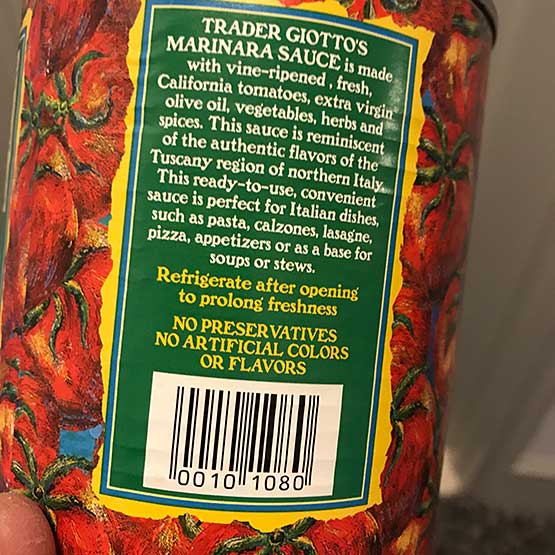 TRADER GIOTTO'S
MARINARA SAUCE is made
with vine-ripened, fresh,
California tomatoes, extra virgin
olive oil, vegetables, herbs and
spices. This sauce is reminiscent
of the authentic flavors of the
Tuscany region of northern Italy.
This ready-to-use, convenient
sauce is perfect for Italian dishes,
such as pasta, calzones, lasagne,
pizza, appetizers or as a base for
soups or stews.
Refrigerate after opening
to prolong freshness
NO PRESERVATIVES
NO ARTIFICIAL COLORS
OR FLAVORS
0010 1080